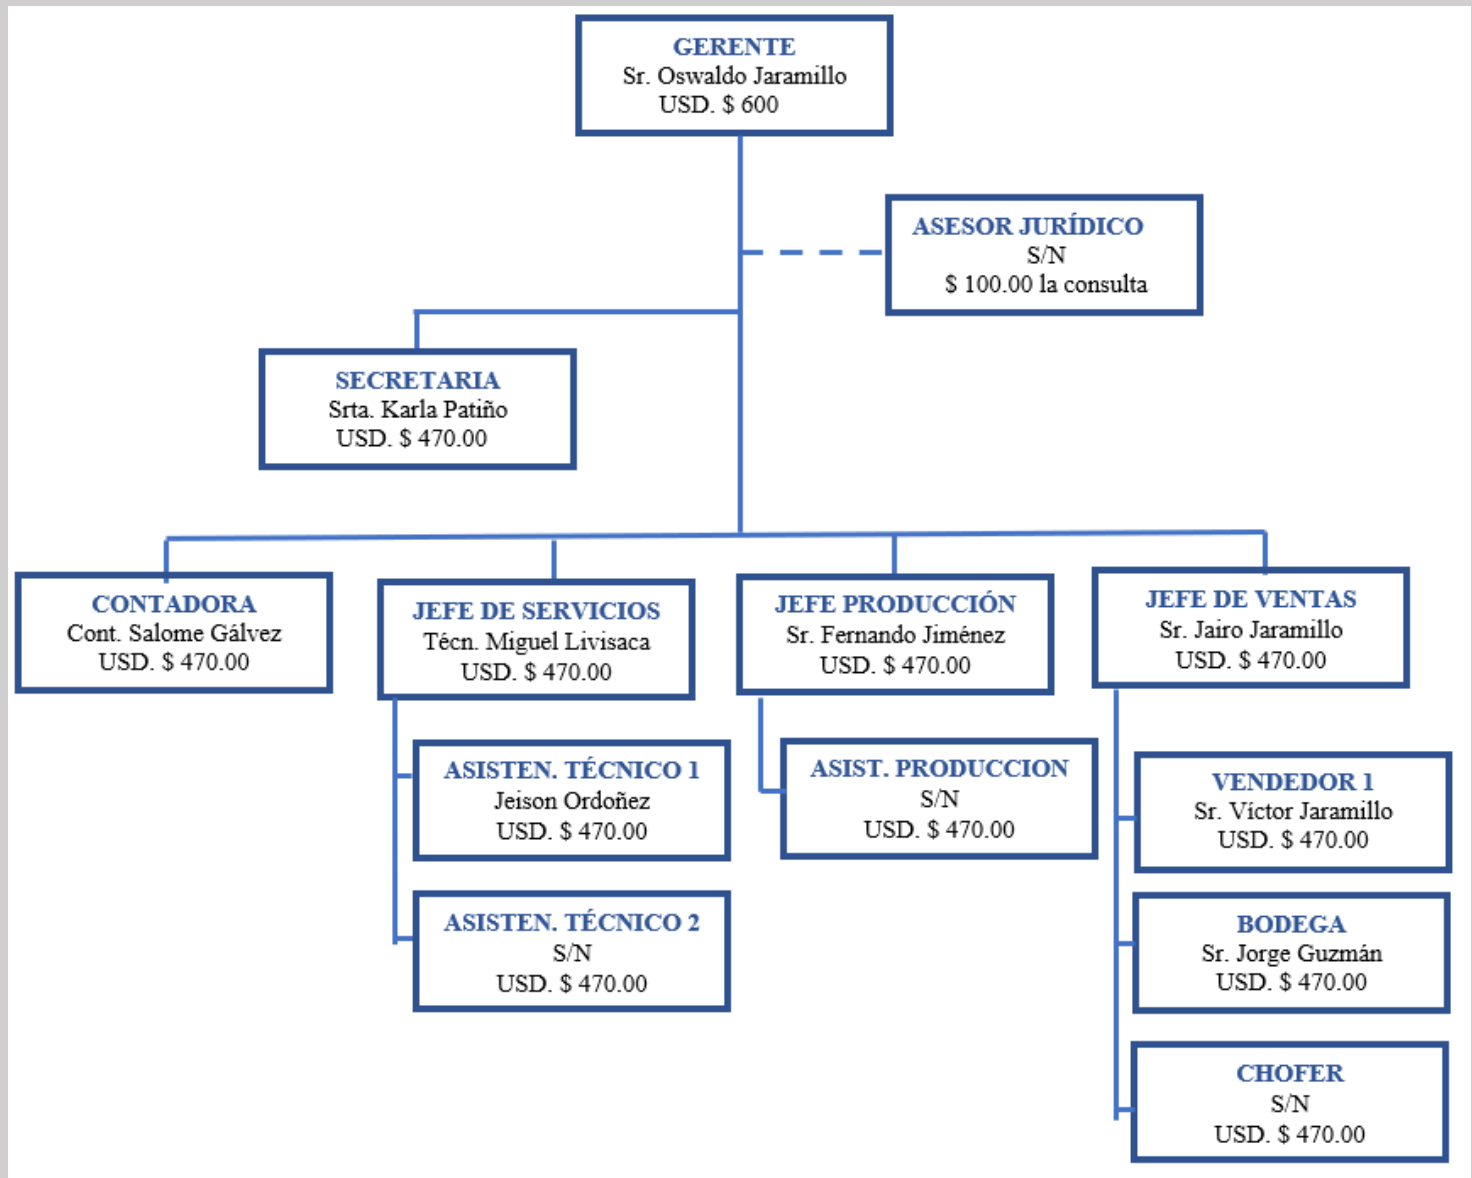 GERENTE
Sr. Oswaldo Jaramillo
USD. $ 600
ASESOR JURÍDICO
S/N
$ 100.00 la consulta
SECRETARIA
Srta. Karla Patiño
USD. $ 470.00
CONTADORA
Cont. Salome Gálvez
USD. $ 470.00
JEFE DE SERVICIOS
Técn. Miguel Livisaca
USD. $ 470.00
JEFE PRODUCCIÓN
Sr. Fernando Jiménez
USD. $ 470.00
JEFE DE VENTAS
Sr. Jairo Jaramillo
USD. $ 470.00
ASISTEN. TÉCNICO 1
Jeison Ordoñez
USD. $ 470.00
ASISTEN. TÉCNICO 2
S/N
USD. $ 470.00
ASIST. PRODUCCION
S/N
USD. $ 470.00
VENDEDOR 1
Sr. Víctor Jaramillo
USD. $ 470.00
BODEGA
Sr. Jorge Guzmán
USD. $ 470.00
CHOFER
S/N
USD. $ 470.00